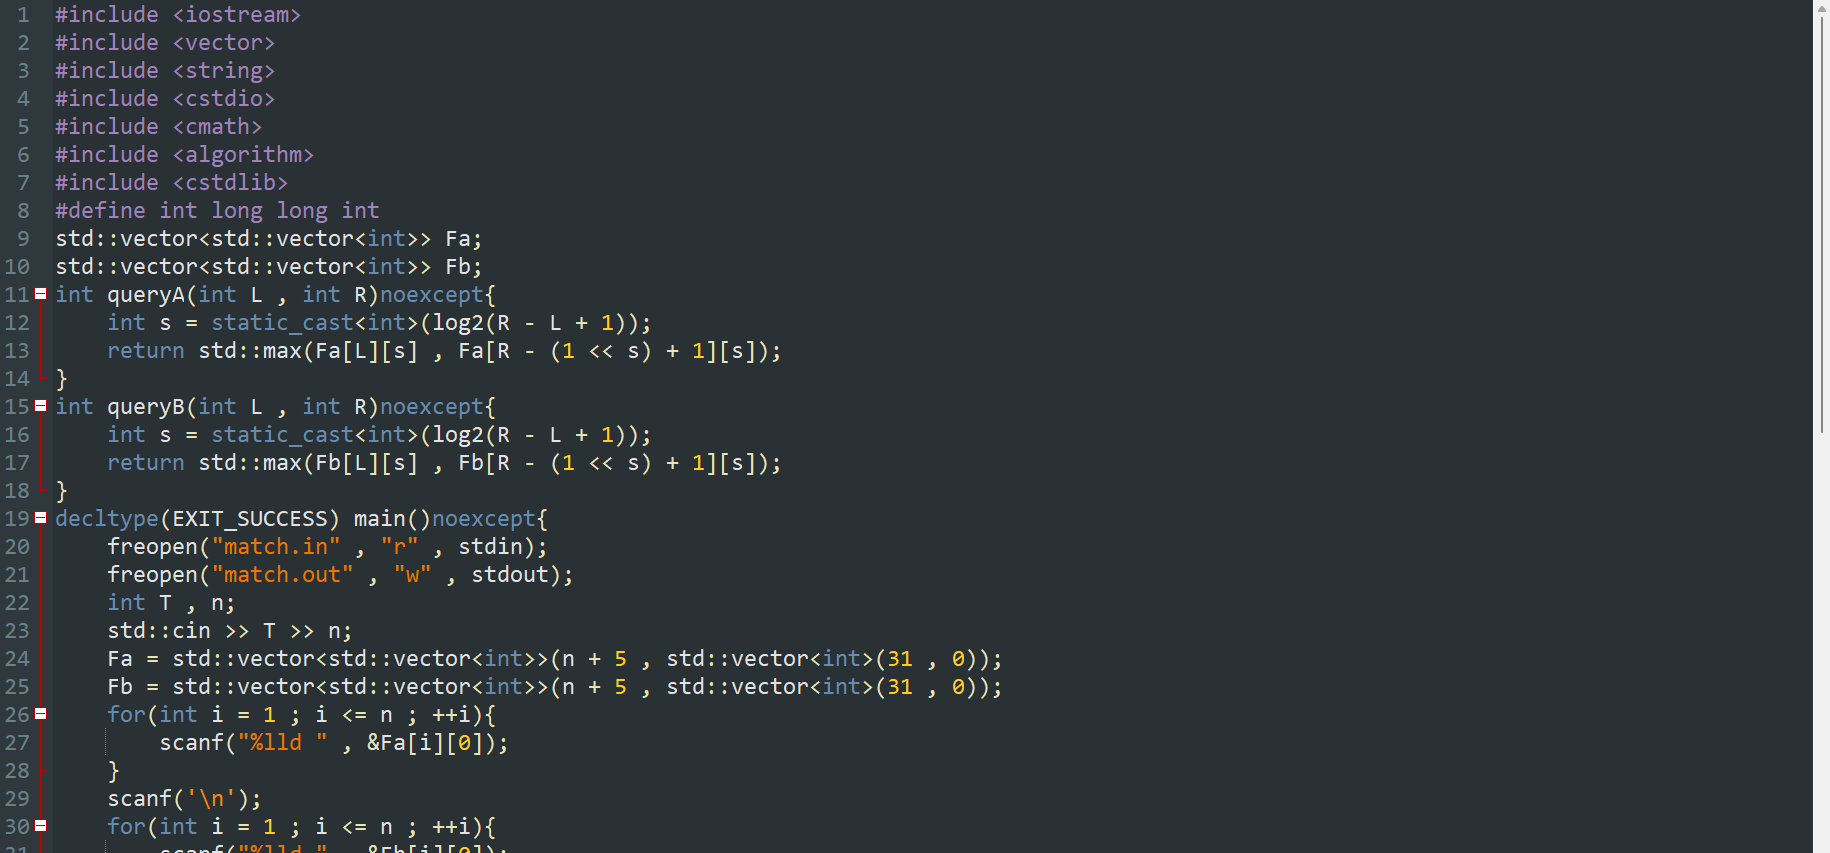 1 #include <iostream>
2 #include <vector>
3 #include <string>
4 #include <cstdio>
5 #include <cmath>
6 #include <algorithm>
7 #include <cstdlib>
8 #define int long long int
9 std::vector<std::vector<int>> Fa;
10 std::vector<std::vector<int>> Fb;
11 int queryA(int L , int R)noexcept{
12     int s = static_cast<int>(log2(R - L + 1));
13     return std::max(Fa[L][s] , Fa[R - (1 << s) + 1][s]);
14 }
15 int queryB(int L , int R)noexcept{
16     int s = static_cast<int>(log2(R - L + 1));
17     return std::max(Fb[L][s] , Fb[R - (1 << s) + 1][s]);
18 }
19 decltype(EXIT_SUCCESS) main()noexcept{
20     freopen("match.in" , "r" , stdin);
21     freopen("match.out" , "w" , stdout);
22     int T , n;
23     std::cin >> T >> n;
24     Fa = std::vector<std::vector<int>>(n + 5 , std::vector<int>(31 , 0));
25     Fb = std::vector<std::vector<int>>(n + 5 , std::vector<int>(31 , 0));
26     for(int i = 1 ; i <= n ; ++i){
27         scanf("%lld " , &Fa[i][0]);
28     }
29     scanf('\n');
30     for(int i = 1 ; i <= n ; ++i){
31         scanf("%lld " , &Fb[i][0]);